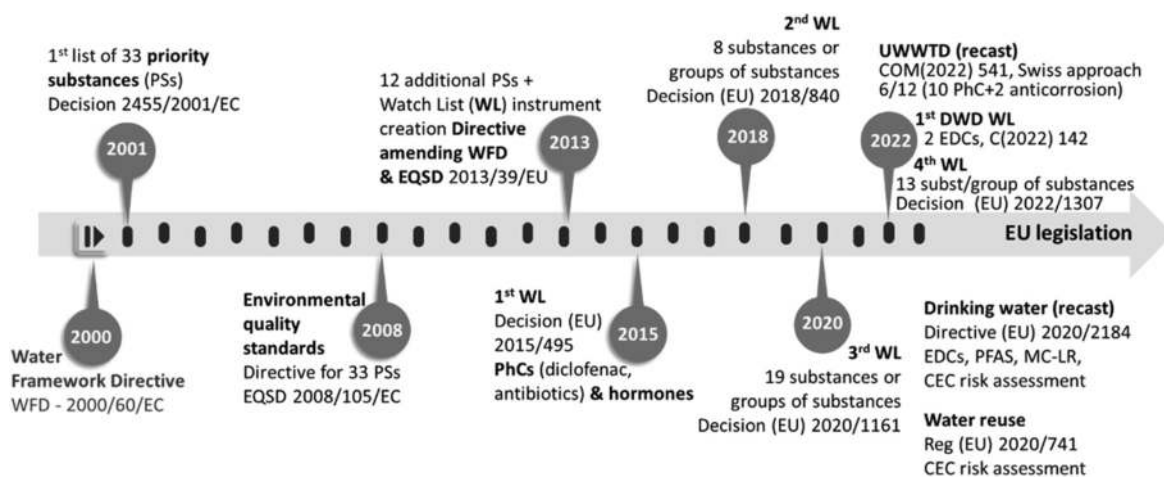 1st list of 33 priority
substances (PSs)
Decision 2455/2001/EC
2001
12 additional PSs +
Watch List (WL) instrument
creation Directive
amending WFD
& EQSD 2013/39/EU
2013
2nd WL
8 substances or
groups of substances
Decision (EU) 2018/840
2018
UWWTD (recast)
COM(2022) 541, Swiss approach
6/12 (10 PhC+2 anticorrosion)
1st DWD WL
2 EDCs, C(2022) 142
2022
4th WL
13 subst/group of substances
Decision (EU) 2022/1307
EU legislation
2000
Water
Framework Directive
WFD - 2000/60/EC
Environmental
quality
standards
Directive for 33 PSs
EQSD 2008/105/EC
2008
1st WL
Decision (EU)
2015/495
PhCs (diclofenac,
antibiotics) & hormones
2015
2020
3rd WL
19 substances or
groups of substances
Decision (EU) 2020/1161
Drinking water (recast)
Directive (EU) 2020/2184
EDCs, PFAS, MC-LR,
CEC risk assessment
Water reuse
Reg (EU) 2020/741
CEC risk assessment